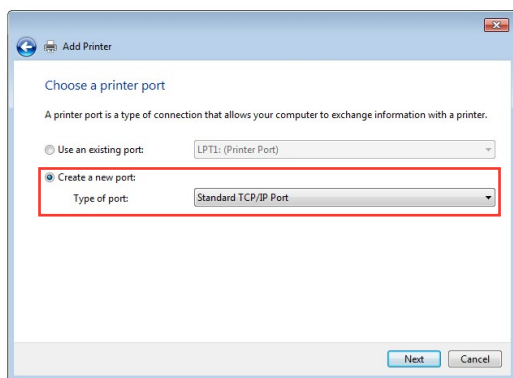 Add Printer
Choose a printer port
A printer port is a type of connection that allows your computer to exchange information with a printer.
Use an existing port: LPT1: (Printer Port)
Create a new port:
Type of port: Standard TCP/IP Port
Next Cancel